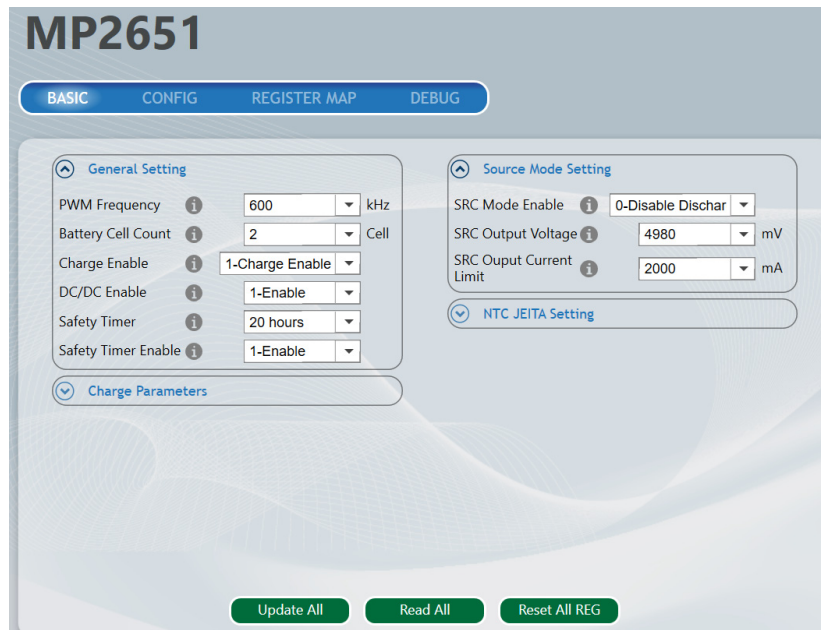 MP2651
BASIC CONFIG REGISTER MAP DEBUG
General Setting
PWM Frequency i 600 kHz
Battery Cell Count i 2 Cell
Charge Enable i 1-Charge Enable
DC/DC Enable i 1-Enable
Safety Timer i 20 hours
Safety Timer Enable i 1-Enable
Charge Parameters
Source Mode Setting
SRC Mode Enable i 0-Disable Dischar
SRC Output Voltage i 4980 mV
SRC Ouput Current
Limit i 2000 mA
NTC JEITA Setting
Update All Read All Reset All REG